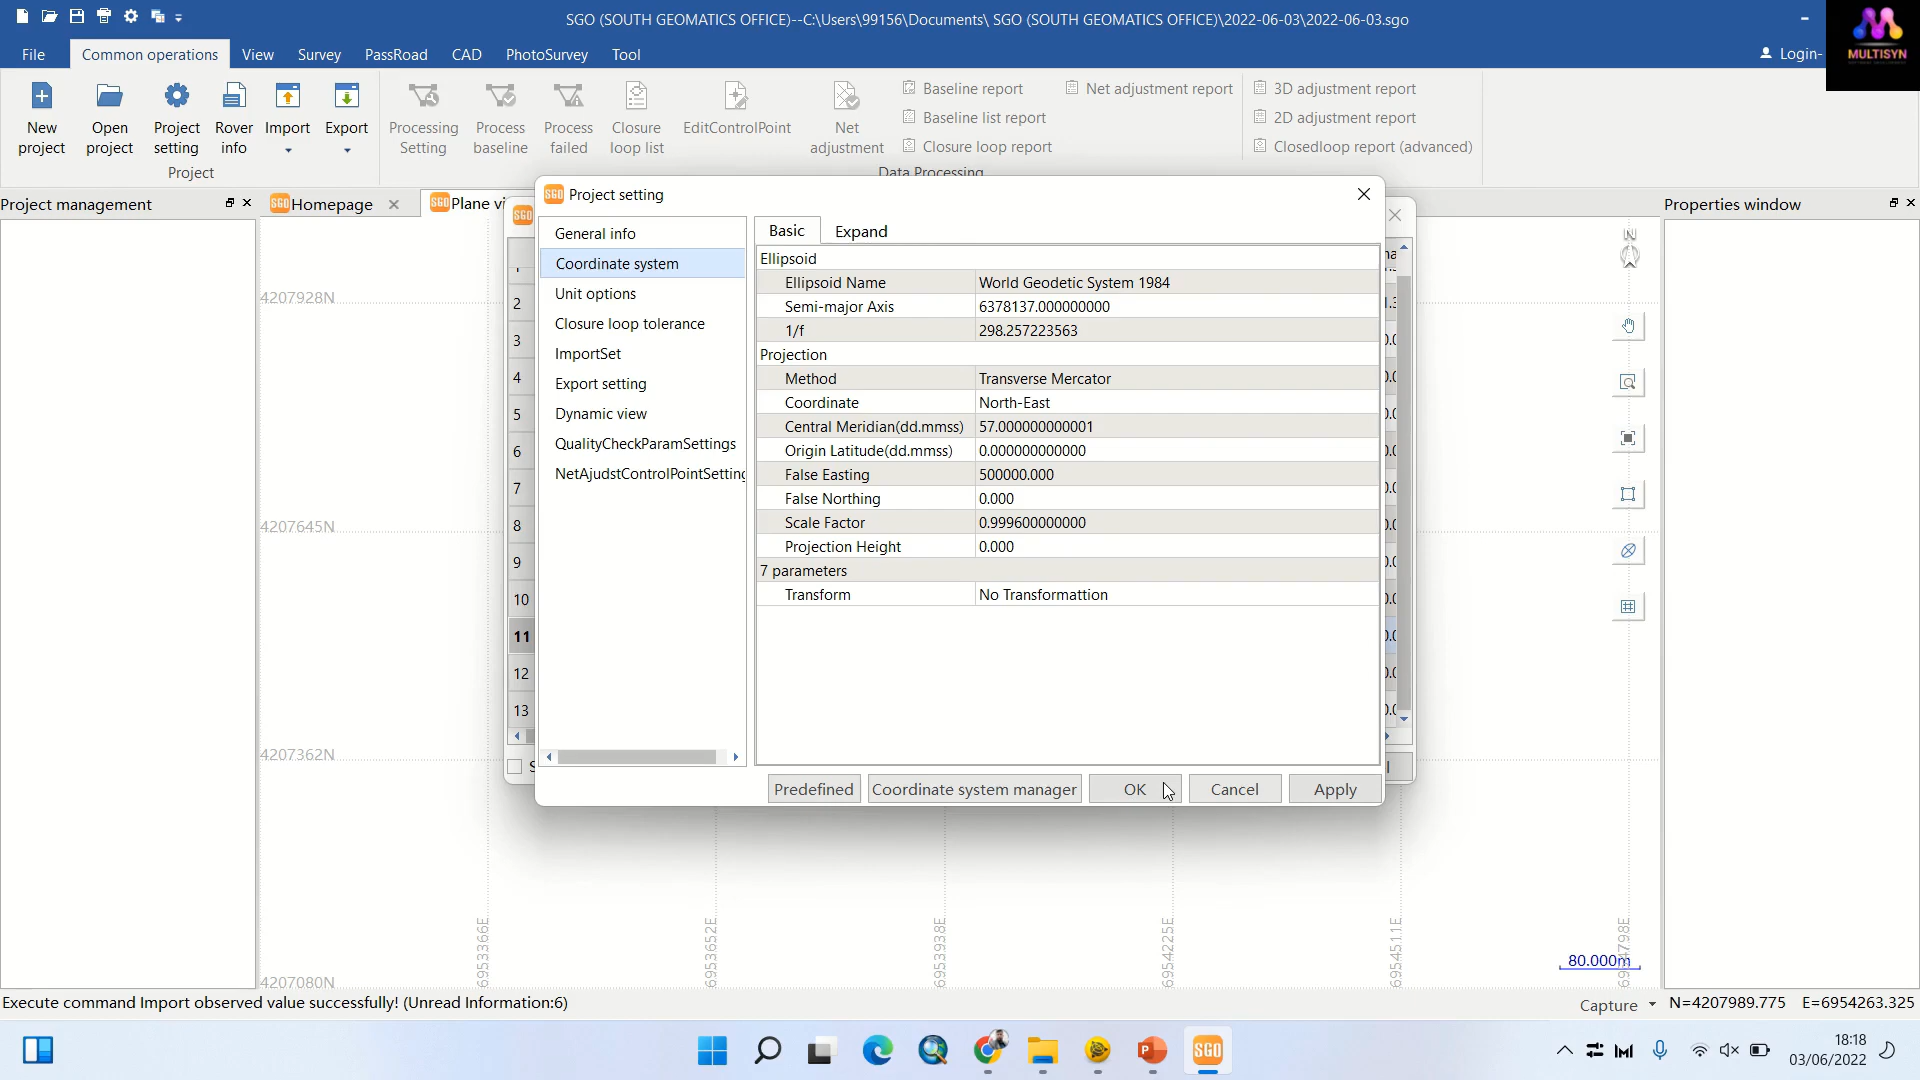 SGO (SOUTH GEOMATICS OFFICE)--C:\Users\99156\Documents\ SGO (SOUTH GEOMATICS OFFICE)\2022-06-03\2022-06-03.sgo
MULTISYN
File
Common operations
View
Survey
PassRoad
CAD
PhotoSurvey
Tool
Login-
New project
Open project
Project setting
Rover info
Import
Export
Project
Processing Setting
Process baseline
Process failed
Closure loop list
EditControlPoint
Net adjustment
Baseline report
Baseline list report
Closure loop report
Net adjustment report
3D adjustment report
2D adjustment report
Closedloop report (advanced)
Data Processing
Project management
SGO Homepage
SGO Plane vi
Properties window
SGO Project setting
General info
Coordinate system
Unit options
Closure loop tolerance
ImportSet
Export setting
Dynamic view
QualityCheckParamSettings
NetAjudstControlPointSetting
Basic
Expand
Ellipsoid
Ellipsoid Name World Geodetic System 1984
Semi-major Axis 6378137.000000000
1/f 298.257223563
Projection
Method Transverse Mercator
Coordinate North-East
Central Meridian(dd.mmss) 57.000000000001
Origin Latitude(dd.mmss) 0.000000000000
False Easting 500000.000
False Northing 0.000
Scale Factor 0.999600000000
Projection Height 0.000
7 parameters
Transform No Transformattion
Predefined
Coordinate system manager
OK
Cancel
Apply
2
3
4
5
6
7
8
9
10
11
12
13
4207928N
4207645N
4207362N
4207080N
6953366E
6953652E
6953938E
6954225E
6954511E
N
80.000m
Execute command Import observed value successfully! (Unread Information:6)
Capture
N=4207989.775
E=6954263.325
SGO
18:18
03/06/2022